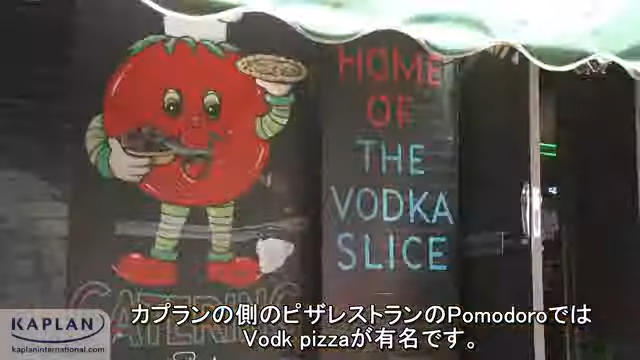 HOME
OF
THE
VODKA
SLICE
CATERING
カプランの側のピザレストランのPomodoroでは
Vodk pizzaが有名です。
KAPLAN
kaplaninternational.com